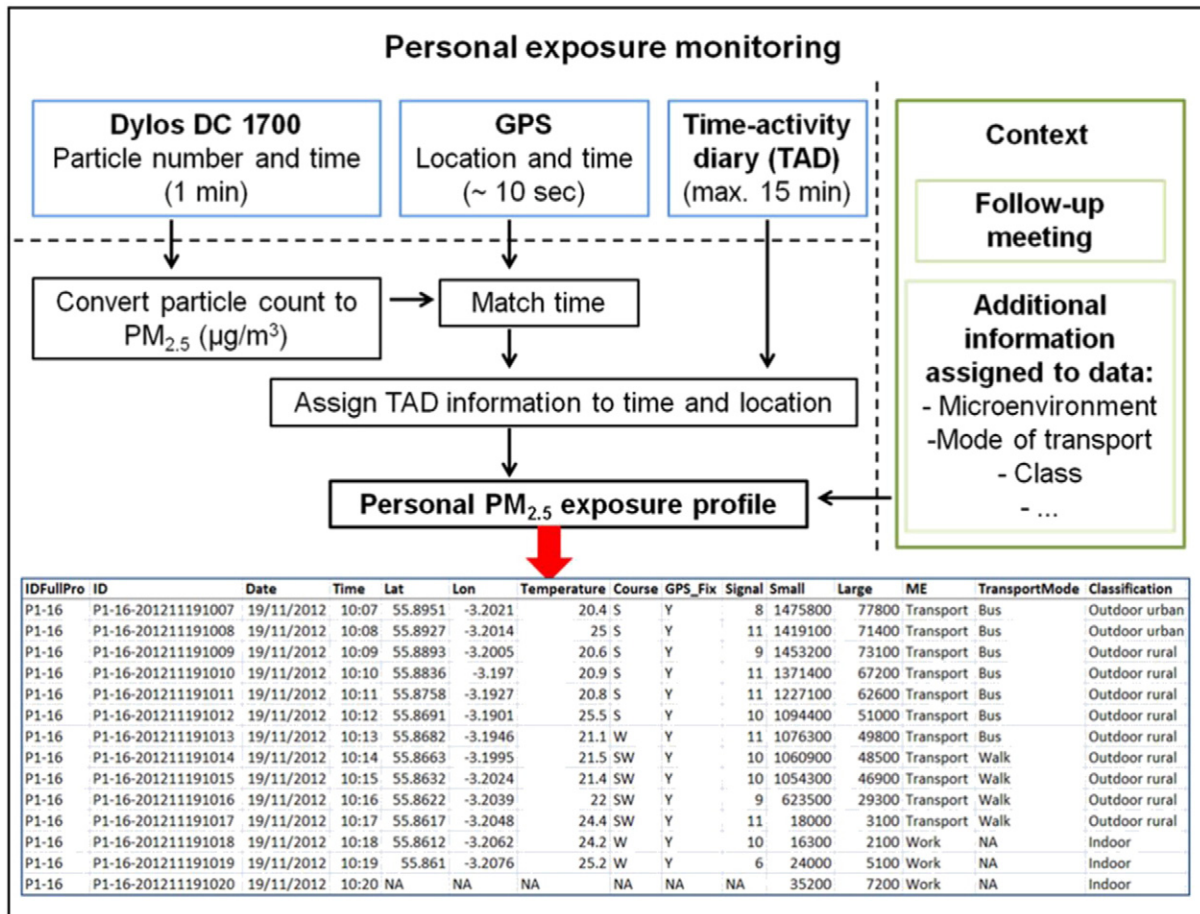 Personal exposure monitoring
Dylos DC 1700
Particle number and time
(1 min)
GPS
Location and time
(~ 10 sec)
Time-activity
diary (TAD)
(max. 15 min)
Context
Follow-up
meeting
Additional
information
assigned to data:
- Microenvironment
-Mode of transport
- Class
- ...
Convert particle count to
PM2.5 (µg/m³)
Match time
Assign TAD information to time and location
Personal PM2.5 exposure profile
IDFullPro ID Date Time Lat Lon Temperature Course GPS_Fix Signal Small Large ME TransportMode Classification
P1-16 P1-16-201211191007 19/11/2012 10:07 55.8951 -3.2021 20.4 S Y 8 1475800 77800 Transport Bus Outdoor urban
P1-16 P1-16-201211191008 19/11/2012 10:08 55.8927 -3.2014 25 S Y 11 1419100 71400 Transport Bus Outdoor urban
P1-16 P1-16-201211191009 19/11/2012 10:09 55.8893 -3.2005 20.6 S Y 9 1453200 73100 Transport Bus Outdoor rural
P1-16 P1-16-201211191010 19/11/2012 10:10 55.8836 -3.197 20.9 S Y 11 1371400 67200 Transport Bus Outdoor rural
P1-16 P1-16-201211191011 19/11/2012 10:11 55.8758 -3.1927 20.8 S Y 11 1227100 62600 Transport Bus Outdoor rural
P1-16 P1-16-201211191012 19/11/2012 10:12 55.8691 -3.1901 25.5 S Y 10 1094400 51000 Transport Bus Outdoor rural
P1-16 P1-16-201211191013 19/11/2012 10:13 55.8682 -3.1946 21.1 W Y 11 1076300 49800 Transport Bus Outdoor rural
P1-16 P1-16-201211191014 19/11/2012 10:14 55.8663 -3.1995 21.5 SW Y 10 1060900 48500 Transport Walk Outdoor rural
P1-16 P1-16-201211191015 19/11/2012 10:15 55.8632 -3.2024 21.4 SW Y 10 1054300 46900 Transport Walk Outdoor rural
P1-16 P1-16-201211191016 19/11/2012 10:16 55.8622 -3.2039 22 SW Y 9 623500 29300 Transport Walk Outdoor rural
P1-16 P1-16-201211191017 19/11/2012 10:17 55.8617 -3.2048 24.4 SW Y 11 18000 3100 Transport Walk Outdoor rural
P1-16 P1-16-201211191018 19/11/2012 10:18 55.8612 -3.2062 24.2 W Y 10 16300 2100 Work NA Indoor
P1-16 P1-16-201211191019 19/11/2012 10:19 55.861 -3.2076 25.2 W Y 6 24000 5100 Work NA Indoor
P1-16 P1-16-201211191020 19/11/2012 10:20 NA NA NA NA NA NA 35200 7200 Work NA Indoor